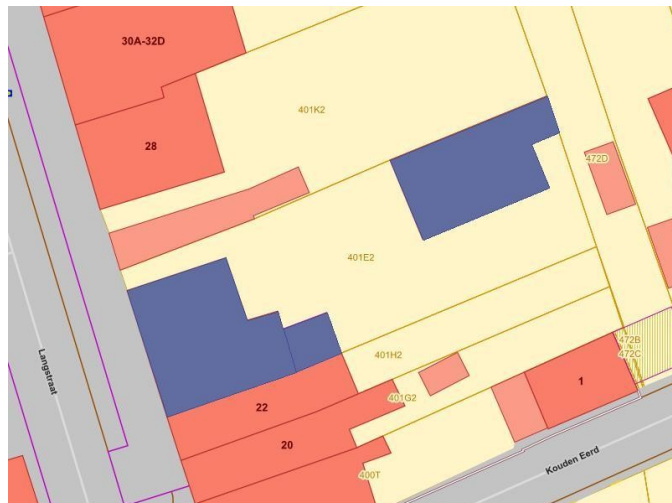 30A-32D
401K2
28
472D
401E2
Langstraat
472B
472C
401H2
1
22
401G2
20
Kouden Eerd
400T